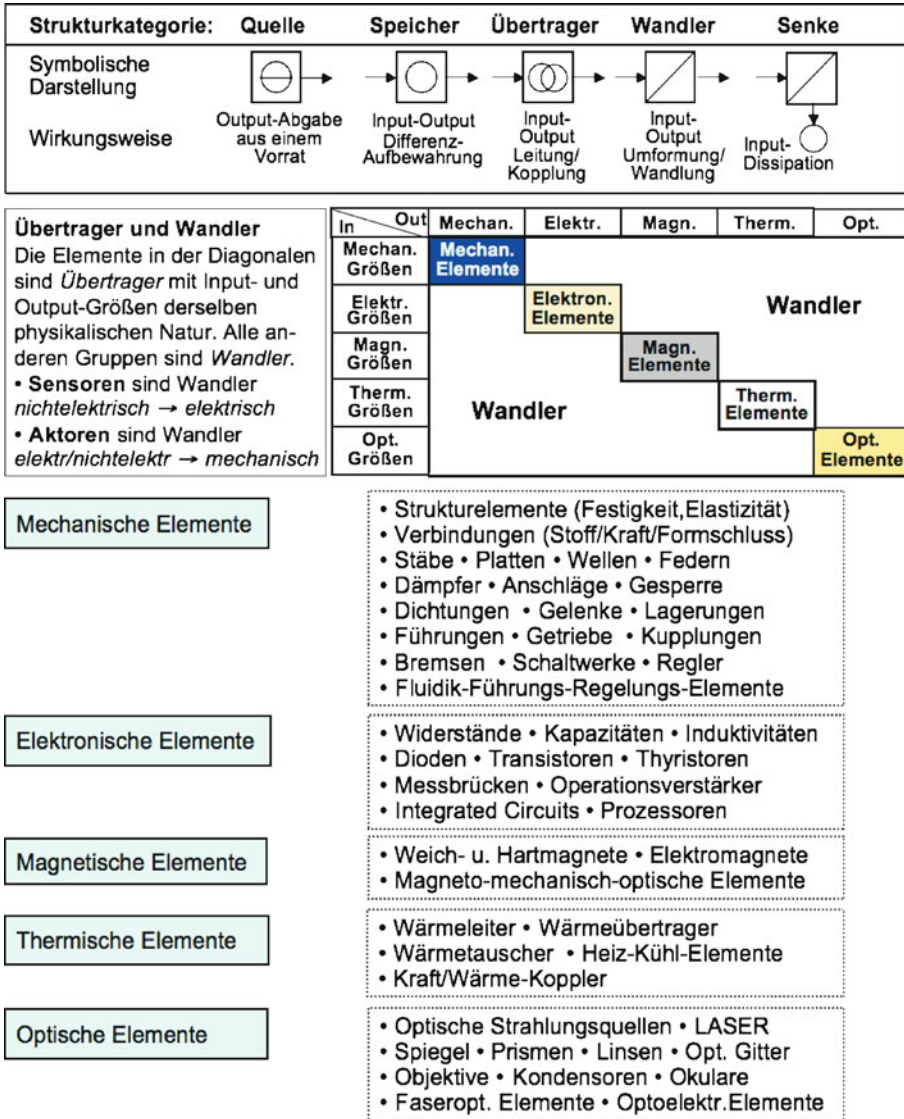 Strukturkategorie: Quelle Speicher Übertrager Wandler Senke
Symbolische
Darstellung
Wirkungsweise
Output-Abgabe
aus einem
Vorrat
Input-Output
Differenz-
Aufbewahrung
Input-
Output
Leitung/
Kopplung
Input-
Output
Umformung/
Wandlung
Input-
Dissipation
Übertrager und Wandler
Die Elemente in der Diagonalen
sind Übertrager mit Input- und
Output-Größen derselben
physikalischen Natur. Alle an-
deren Gruppen sind Wandler.
• Sensoren sind Wandler
nichtelektrisch → elektrisch
• Aktoren sind Wandler
elektr/nichtelektr → mechanisch
In Out Mechan. Elektr. Magn. Therm. Opt.
Mechan.
Größen
Mechan.
Elemente
Elektr.
Größen
Elektron.
Elemente
Wandler
Magn.
Größen
Magn.
Elemente
Therm.
Größen
Wandler
Therm.
Elemente
Opt.
Größen
Opt.
Elemente
Mechanische Elemente
• Strukturelemente (Festigkeit,Elastizität)
• Verbindungen (Stoff/Kraft/Formschluss)
• Stäbe • Platten • Wellen • Federn
• Dämpfer • Anschläge • Gesperre
• Dichtungen • Gelenke • Lagerungen
• Führungen • Getriebe • Kupplungen
• Bremsen • Schaltwerke • Regler
• Fluidik-Führungs-Regelungs-Elemente
Elektronische Elemente
• Widerstände • Kapazitäten • Induktivitäten
• Dioden • Transistoren • Thyristoren
• Messbrücken • Operationsverstärker
• Integrated Circuits • Prozessoren
Magnetische Elemente
• Weich- u. Hartmagnete • Elektromagnete
• Magneto-mechanisch-optische Elemente
Thermische Elemente
• Wärmeleiter • Wärmeübertrager
• Wärmetauscher • Heiz-Kühl-Elemente
• Kraft/Wärme-Koppler
Optische Elemente
• Optische Strahlungsquellen • LASER
• Spiegel • Prismen • Linsen • Opt. Gitter
• Objektive • Kondensoren • Okulare
• Faseropt. Elemente • Optoelektr.Elemente